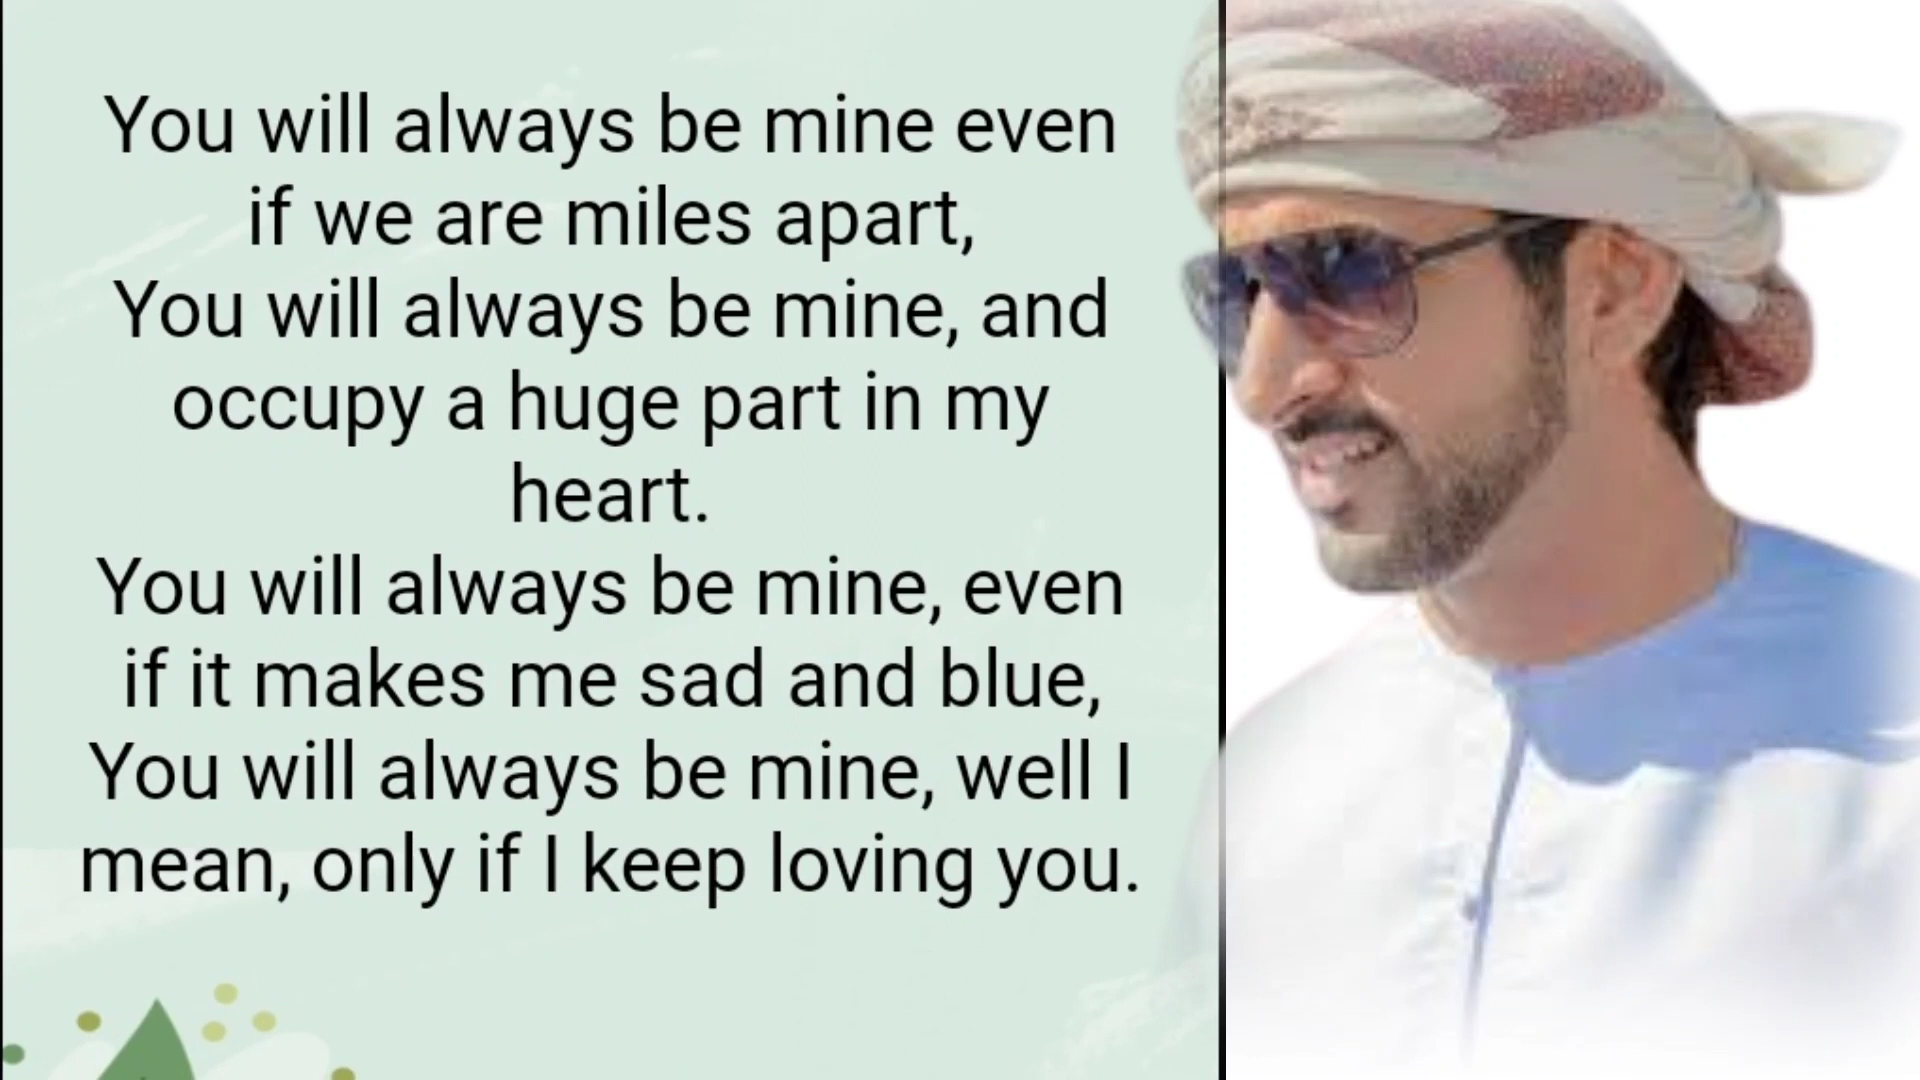 You will always be mine even
if we are miles apart,
You will always be mine, and
occupy a huge part in my
heart.
You will always be mine, even
if it makes me sad and blue,
You will always be mine, well I
mean, only if I keep loving you.